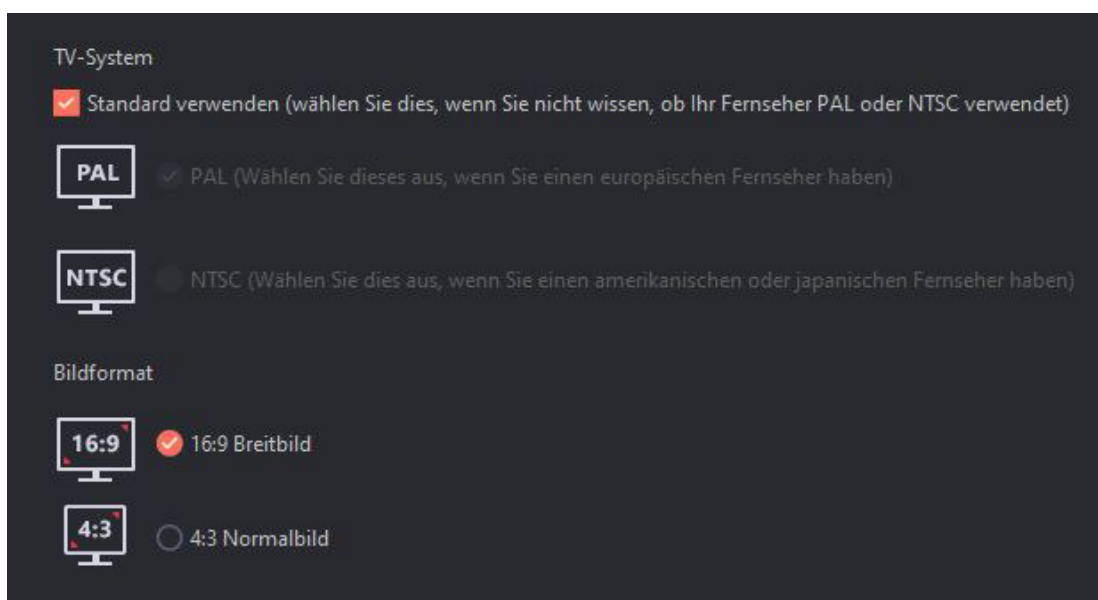 TV-System
Standard verwenden (wählen Sie dies, wenn Sie nicht wissen, ob Ihr Fernseher PAL oder NTSC verwendet)
PAL PAL (Wählen Sie dieses aus, wenn Sie einen europäischen Fernseher haben)
NTSC NTSC (Wählen Sie dies aus, wenn Sie einen amerikanischen oder japanischen Fernseher haben)
Bildformat
16:9 16:9 Breitbild
4:3 4:3 Normalbild